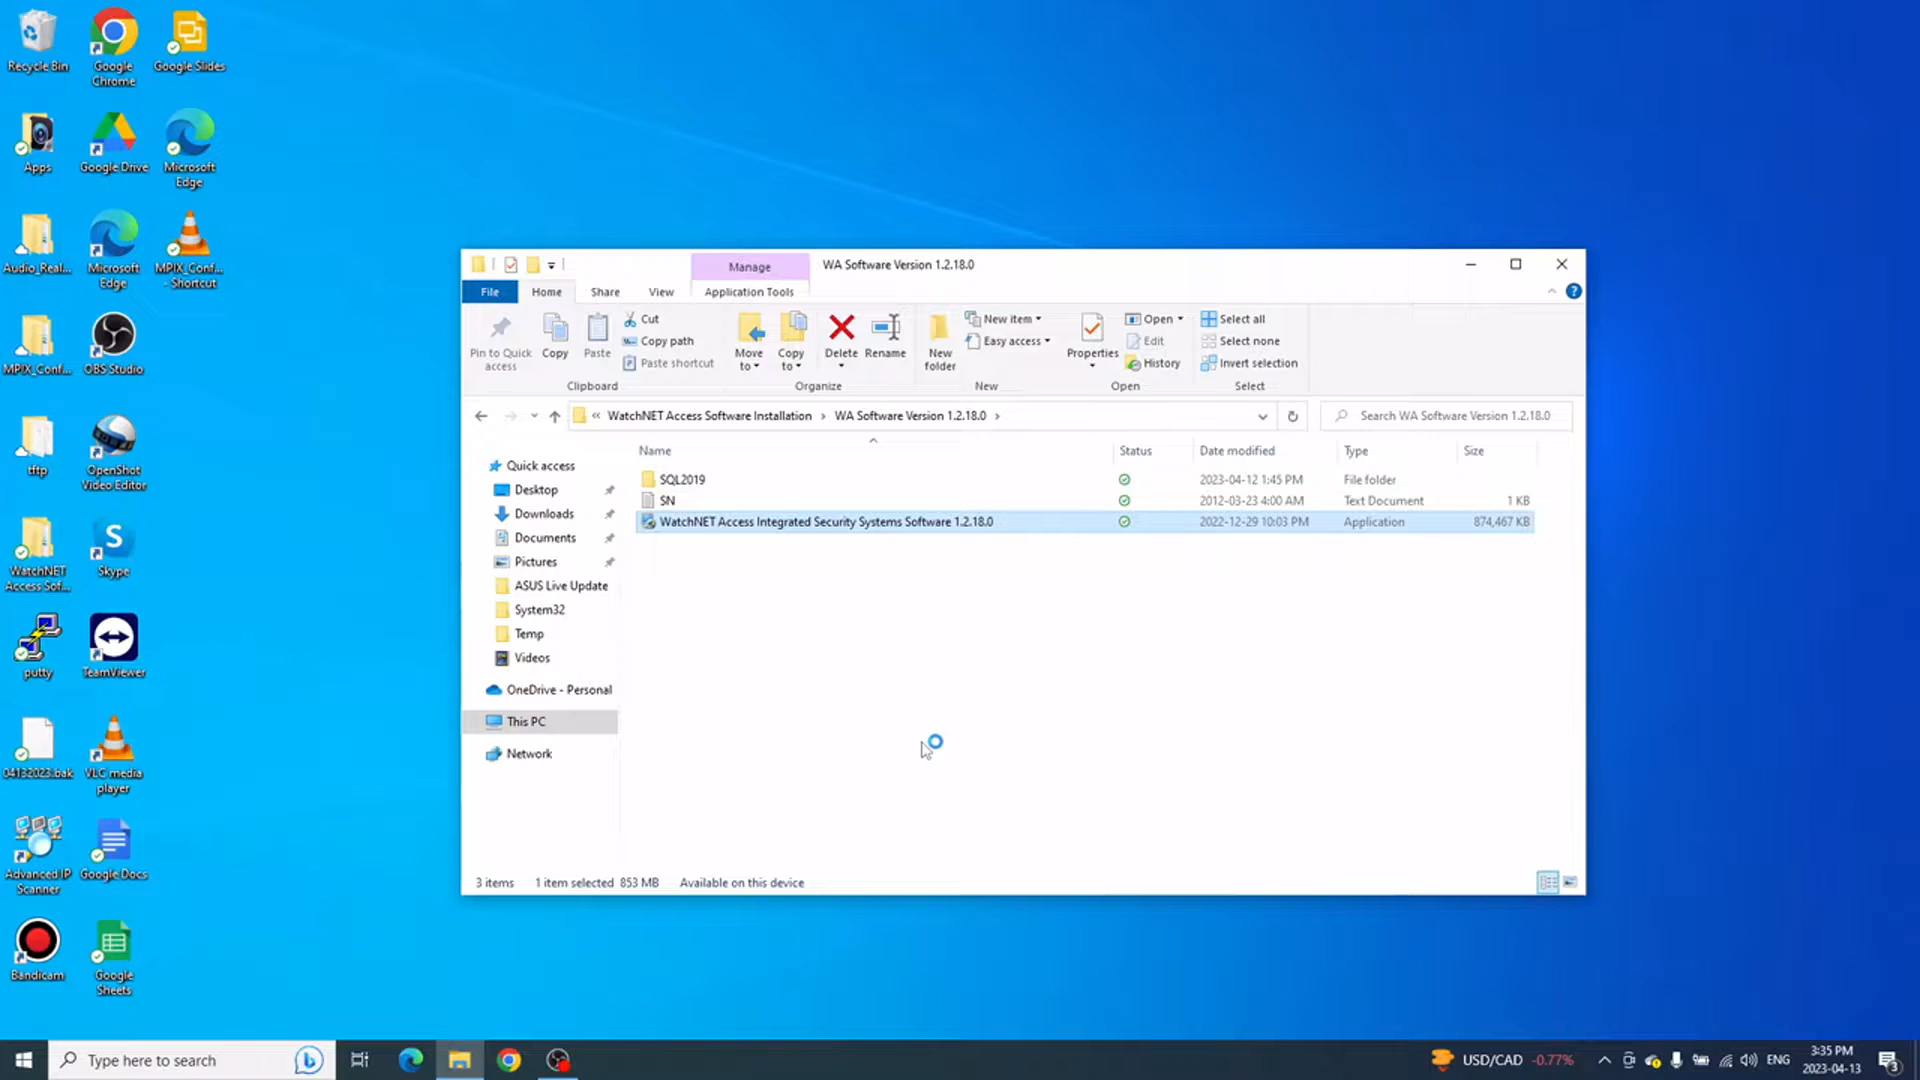 Recycle Bin
Google
Chrome
Google Slides
Apps
Google Drive
Microsoft
Edge
Audio_Real...
Microsoft
Edge
MPIX_Conf...
- Shortcut
MPIX_Conf...
OBS Studio
tftp
OpenShot
Video Editor
WatchNET
Access Sof...
Skype
putty
TeamViewer
04132023.bak
VLC media
player
Advanced IP
Scanner
Google Docs
Bandicam
Google
Sheets
Manage
WA Software Version 1.2.18.0
File
Home
Share
View
Application Tools
Pin to Quick
access
Copy
Paste
Cut
Copy path
Paste shortcut
Clipboard
Move
to
Copy
to
Delete
Rename
Organize
New
folder
New item
Easy access
New
Properties
Open
Edit
History
Open
Select all
Select none
Invert selection
Select
« WatchNET Access Software Installation › WA Software Version 1.2.18.0 ›
Search WA Software Version 1.2.18.0
Name Status Date modified Type Size
SQL2019 2023-04-12 1:45 PM File folder
SN 2012-03-23 4:00 AM Text Document 1 KB
WatchNET Access Integrated Security Systems Software 1.2.18.0 2022-12-29 10:03 PM Application 874,467 KB
Quick access
Desktop
Downloads
Documents
Pictures
ASUS Live Update
System32
Temp
Videos
OneDrive - Personal
This PC
Network
3 items 1 item selected 853 MB Available on this device
Type here to search
USD/CAD -0.77%
ENG
3:35 PM
2023-04-13
3